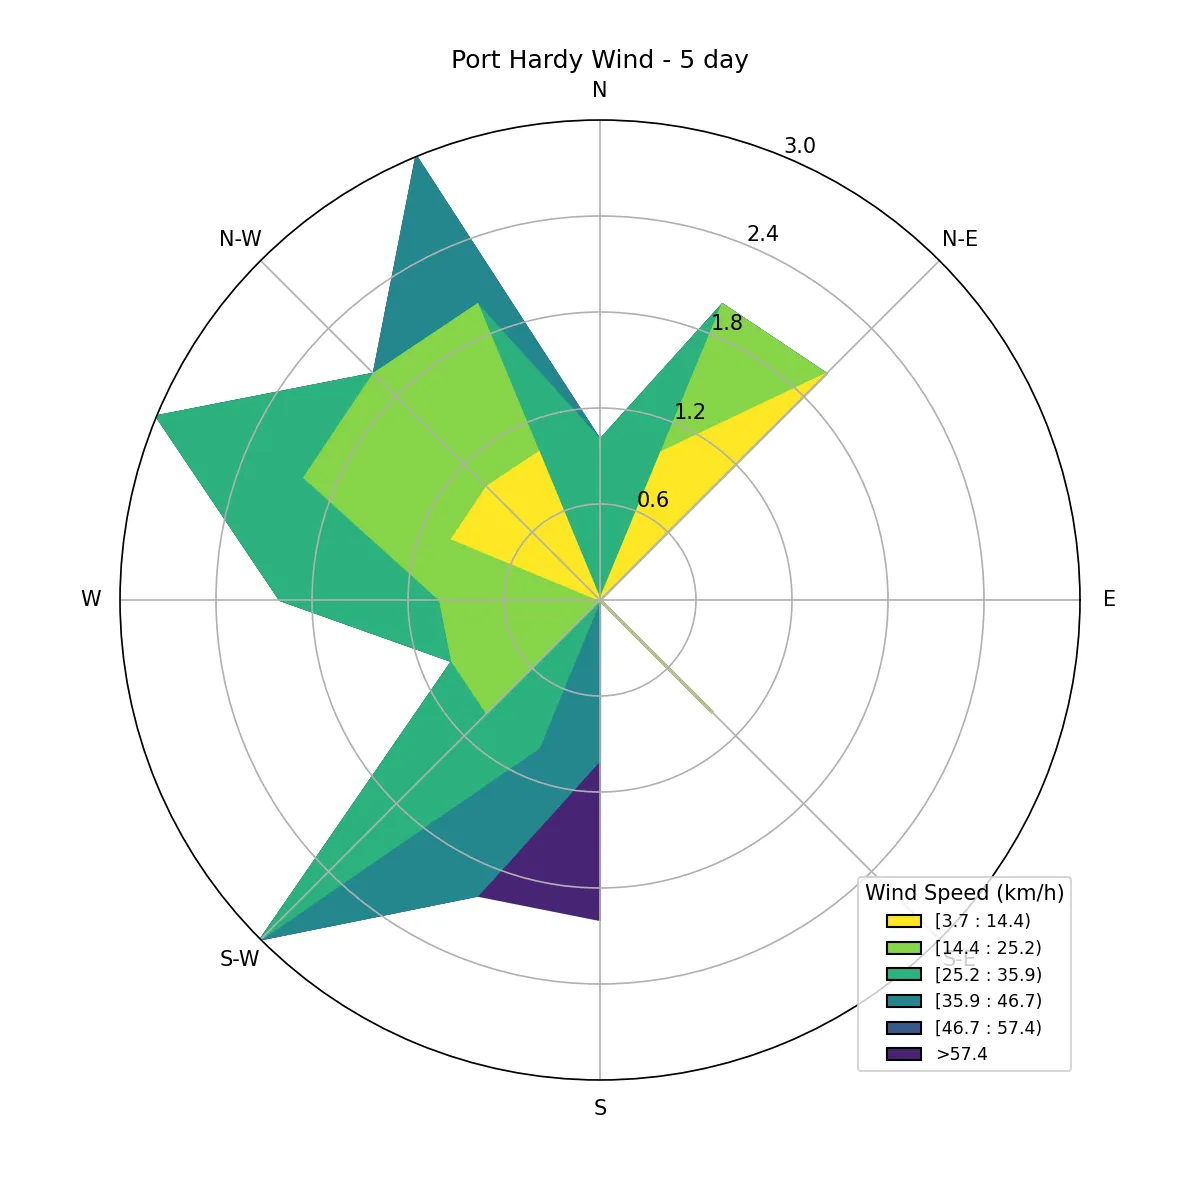 Port Hardy Wind - 5 day
N
3.0
2.4
N-W
N-E
1.8
1.2
0.6
W
E
S-W
S-E
Wind Speed (km/h)
[3.7 : 14.4)
[14.4 : 25.2)
[25.2 : 35.9)
[35.9 : 46.7)
[46.7 : 57.4)
>57.4
S